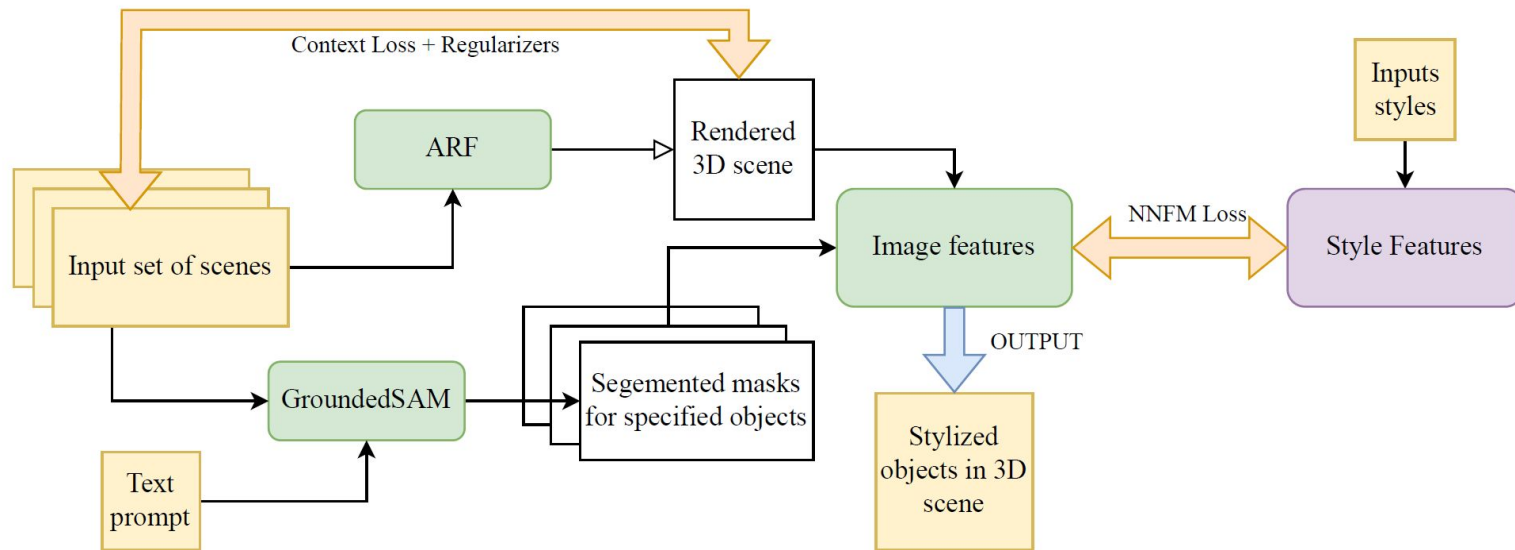 Context Loss + Regularizers
Inputs
styles
ARF
Rendered
3D scene
NNFM Loss
Input set of scenes
Image features
Style Features
OUTPUT
GroundedSAM
Segemented masks
for specified objects
Stylized
objects in 3D
scene
Text
prompt